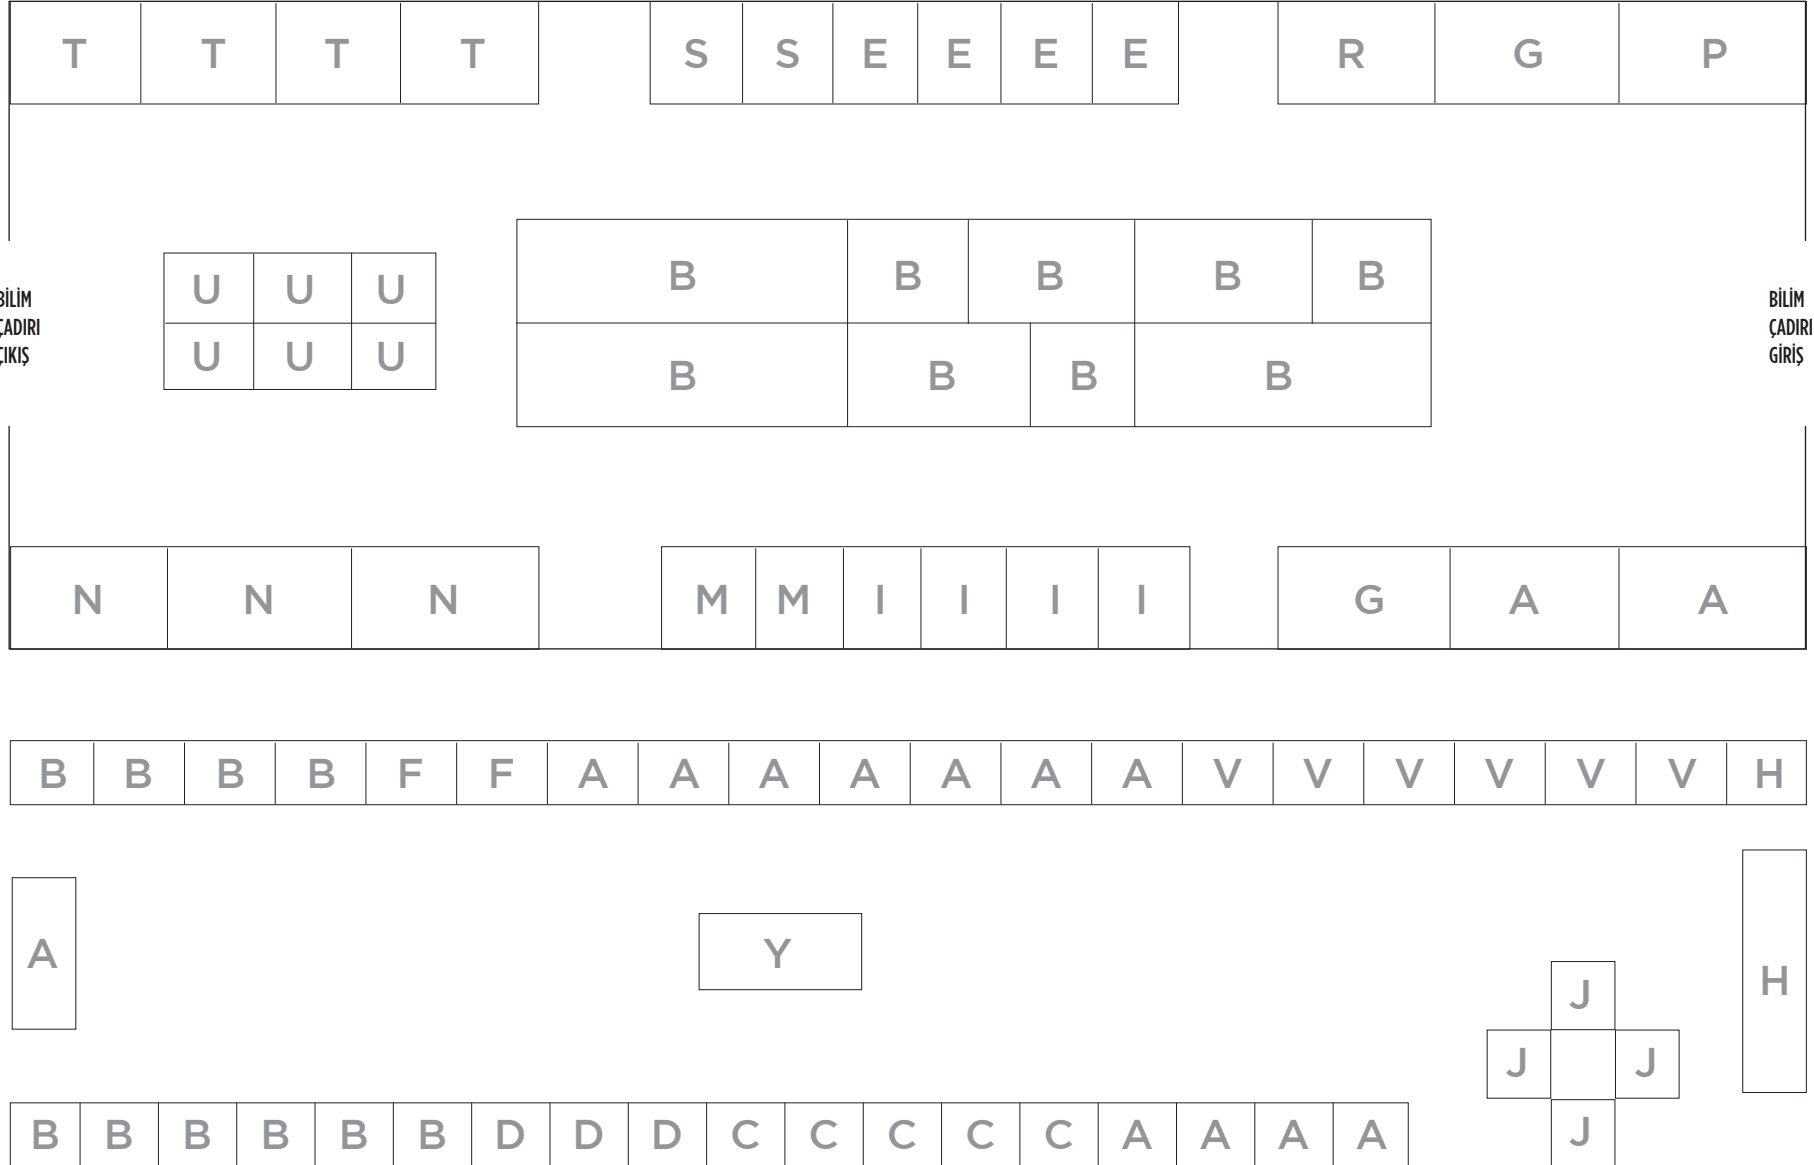 T T T T S S E E E E R G P
U U U B B B B B
BİLİM
ÇADIRI
ÇIKIŞ
BİLİM
ÇADIRI
GİRİŞ
U U U B B B B
N N N M M I I I I G A A
B B B B F F A A A A A A A V V V V V V H
A Y H
J
J J
J
B B B B B B D D D C C C C C A A A A